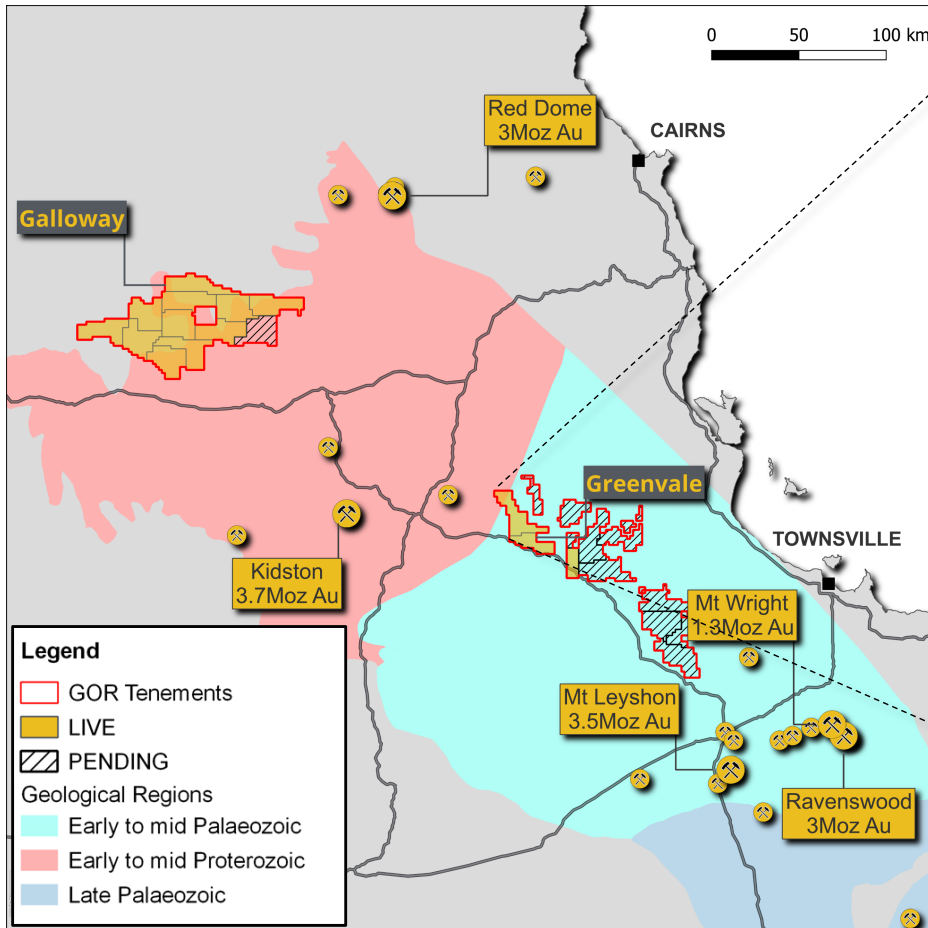 0 50 100 km
Red Dome
3Moz Au
CAIRNS
Galloway
Greenvale
TOWNSVILLE
Kidston
3.7Moz Au
Mt Wright
1.3Moz Au
Mt Leyshon
3.5Moz Au
Ravenswood
3Moz Au
Legend
GOR Tenements
LIVE
PENDING
Geological Regions
Early to mid Palaeozoic
Early to mid Proterozoic
Late Palaeozoic